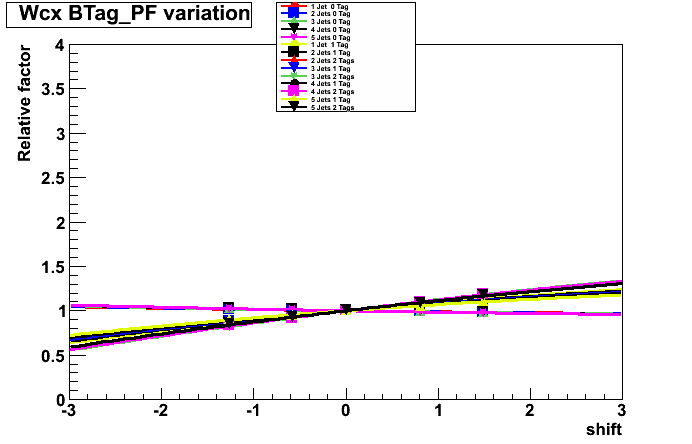 Wcx BTag_PF variation
1 Jet 0 Tag
2 Jets 0 Tag
3 Jets 0 Tag
4 Jets 0 Tag
5 Jets 0 Tag
1 Jet 1 Tag
2 Jets 1 Tag
2 Jets 2 Tags
3 Jets 1 Tag
3 Jets 2 Tags
4 Jets 1 Tag
4 Jets 2 Tags
5 Jets 1 Tag
5 Jets 2 Tags
Relative factor
4
3.5
3
2.5
2
1.5
1
0.5
0
-3 -2 -1 0 1 2 3
shift